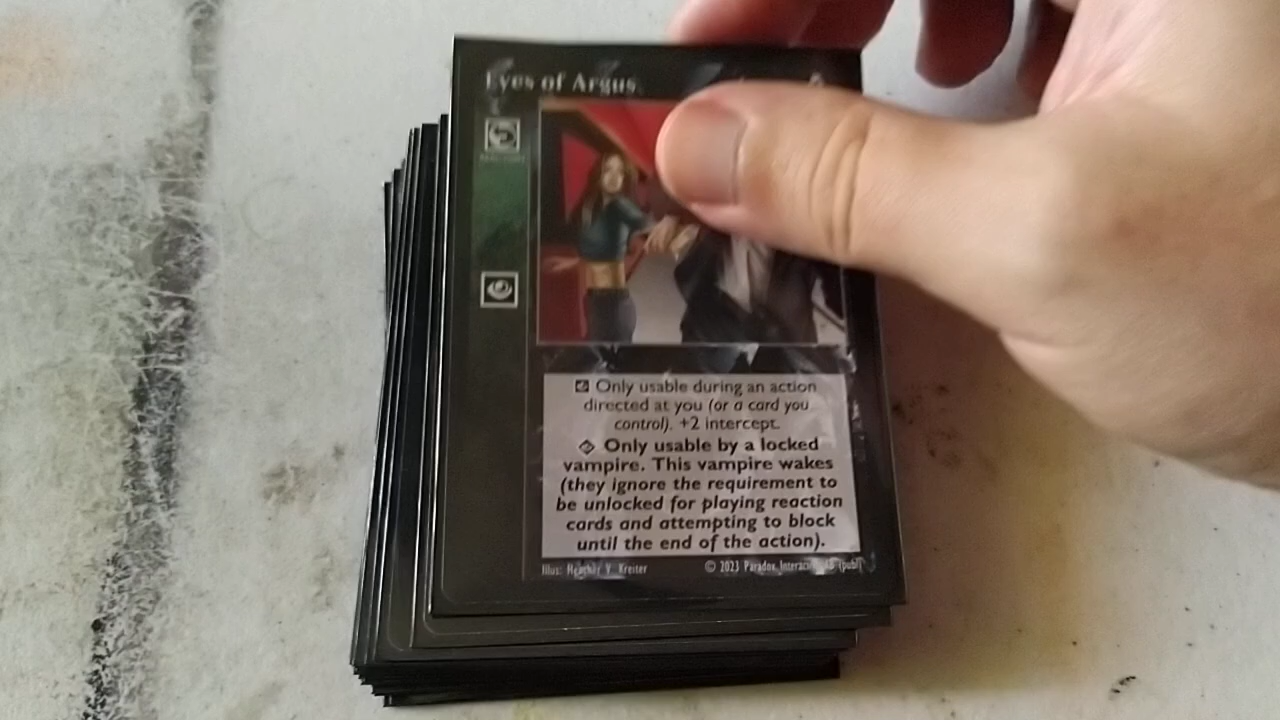 Eyes of Argus
Only usable during an action
directed at you (or a card you
control). +2 intercept.
Only usable by a locked
vampire. This vampire wakes
(they ignore the requirement to
be unlocked for playing reaction
cards and attempting to block
until the end of the action).
Illus: Heather V. Kreiter
© 2023 Paradox Interactive AB (publ)